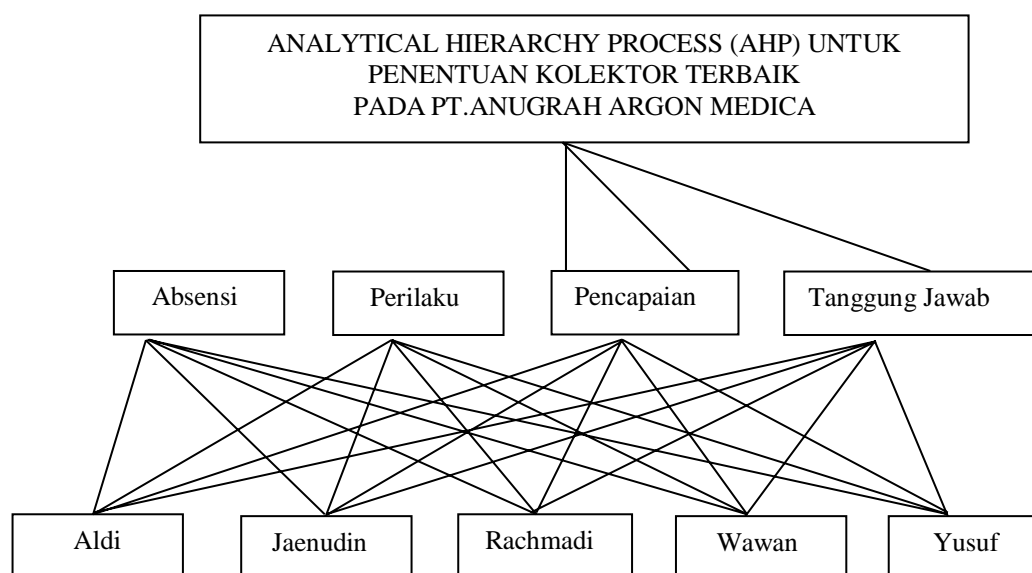 ANALYTICAL HIERARCHY PROCESS (AHP) UNTUK
PENENTUAN KOLEKTOR TERBAIK
PADA PT.ANUGRAH ARGON MEDICA
Absensi
Perilaku
Pencapaian
Tanggung Jawab
Aldi
Jaenudin
Rachmadi
Wawan
Yusuf